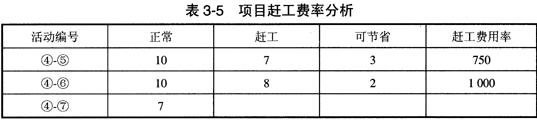 表 3-5 项目赶工费率分析
活动编号 正常 赶工 可节省 赶工费用率
④-⑤ 10 7 3 750
④-⑥ 10 8 2 1 000
④-⑦ 7